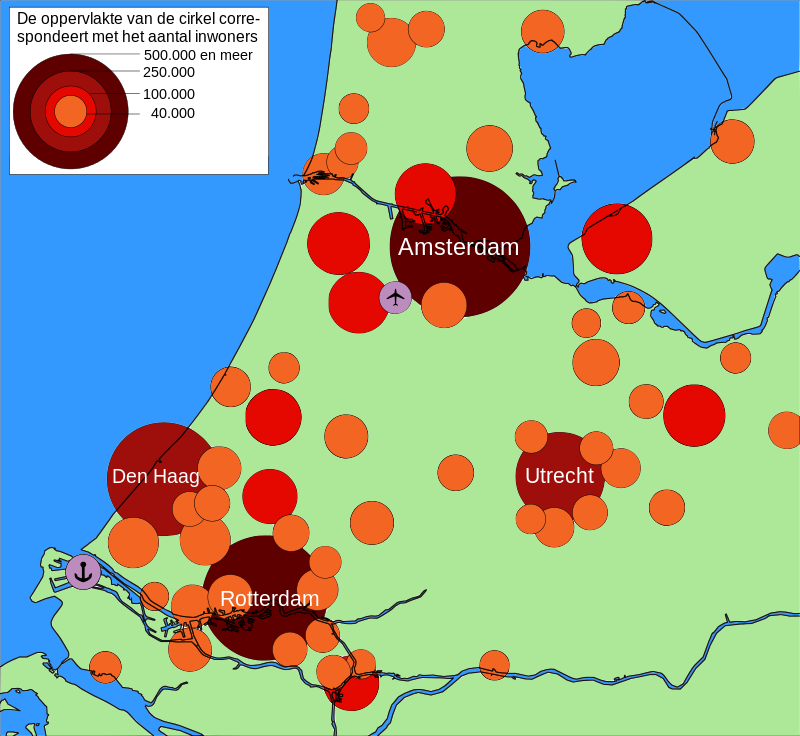 De oppervlakte van de cirkel corre-
spondeert met het aantal inwoners
500.000 en meer
250.000
100.000
40.000
Amsterdam
Den Haag
Utrecht
Rotterdam